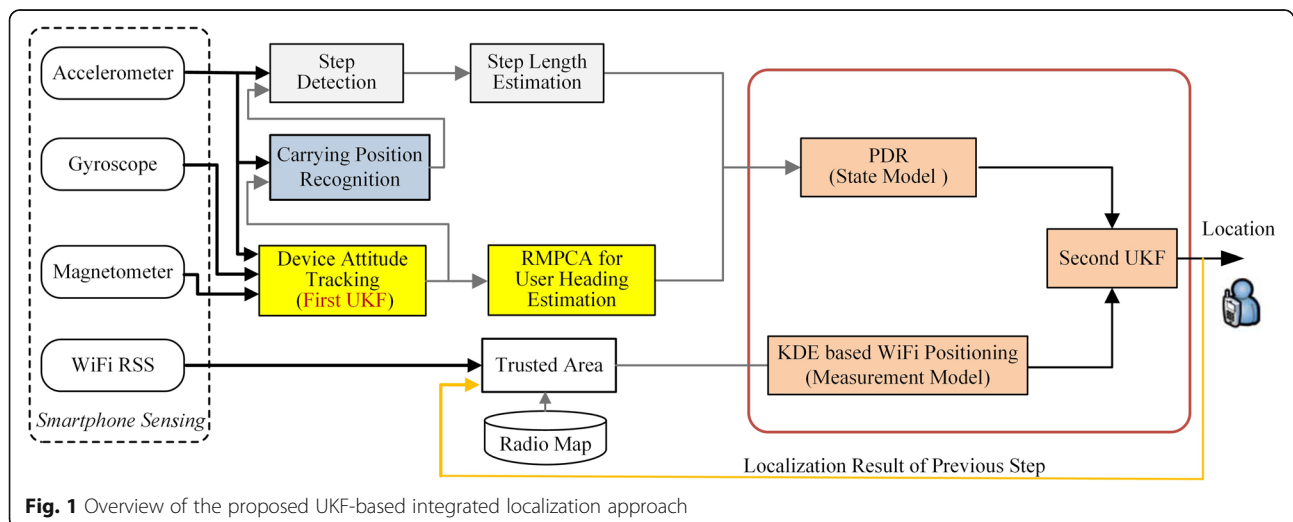 Accelerometer
Gyroscope
Magnetometer
WiFi RSS
Smartphone Sensing
Step
Detection
Step Length
Estimation
Carrying Position
Recognition
Device Attitude
Tracking
(First UKF)
RMPCA for
User Heading
Estimation
Trusted Area
Radio Map
PDR
(State Model )
KDE based WiFi Positioning
(Measurement Model)
Second UKF
Location
Localization Result of Previous Step
Fig. 1 Overview of the proposed UKF-based integrated localization approach